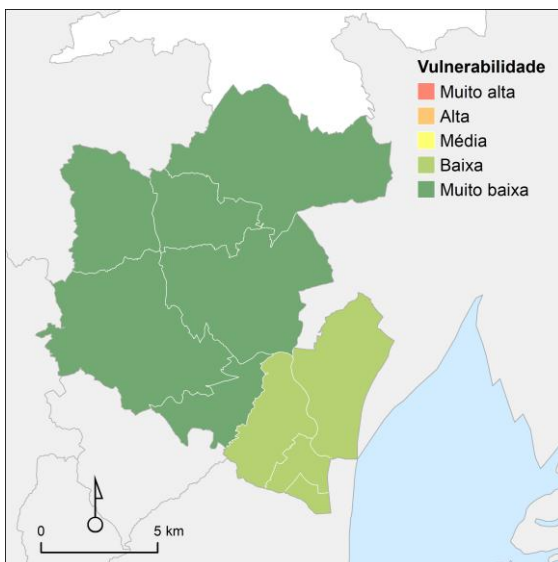 Vulnerabilidade
Muito alta
Alta
Média
Baixa
Muito baixa
0 5 km